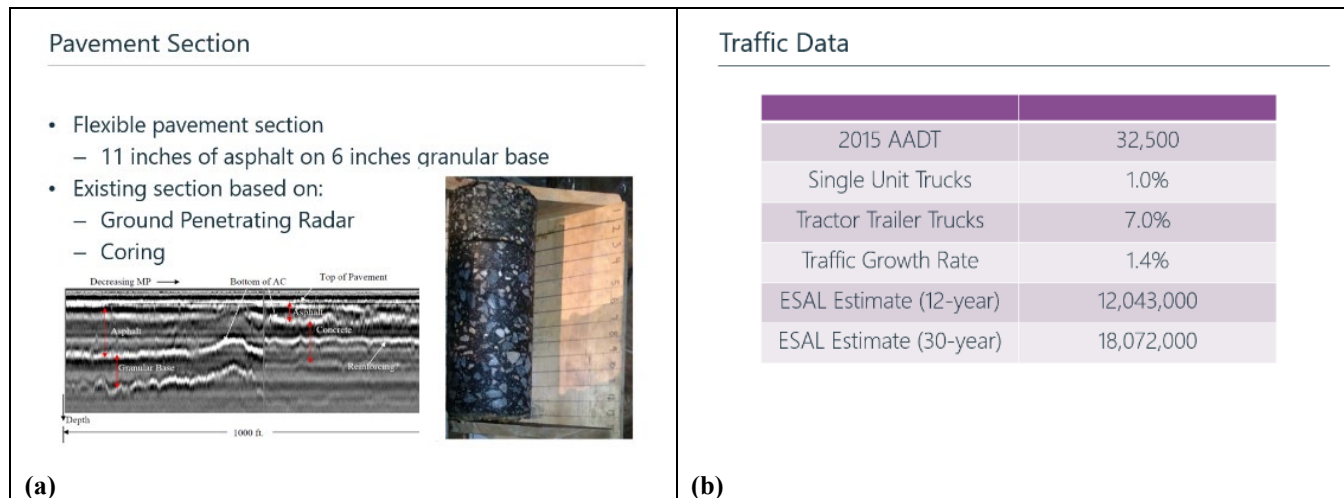 Pavement Section
• Flexible pavement section
– 11 inches of asphalt on 6 inches granular base
• Existing section based on:
– Ground Penetrating Radar
– Coring
Decreasing MP
Bottom of AC
Top of Pavement
Asphalt
Asphalt
Concrete
Granular Base
Reinforcing
Depth
1000 ft.
(a)
Traffic Data
2015 AADT 32,500
Single Unit Trucks 1.0%
Tractor Trailer Trucks 7.0%
Traffic Growth Rate 1.4%
ESAL Estimate (12-year) 12,043,000
ESAL Estimate (30-year) 18,072,000
(b)